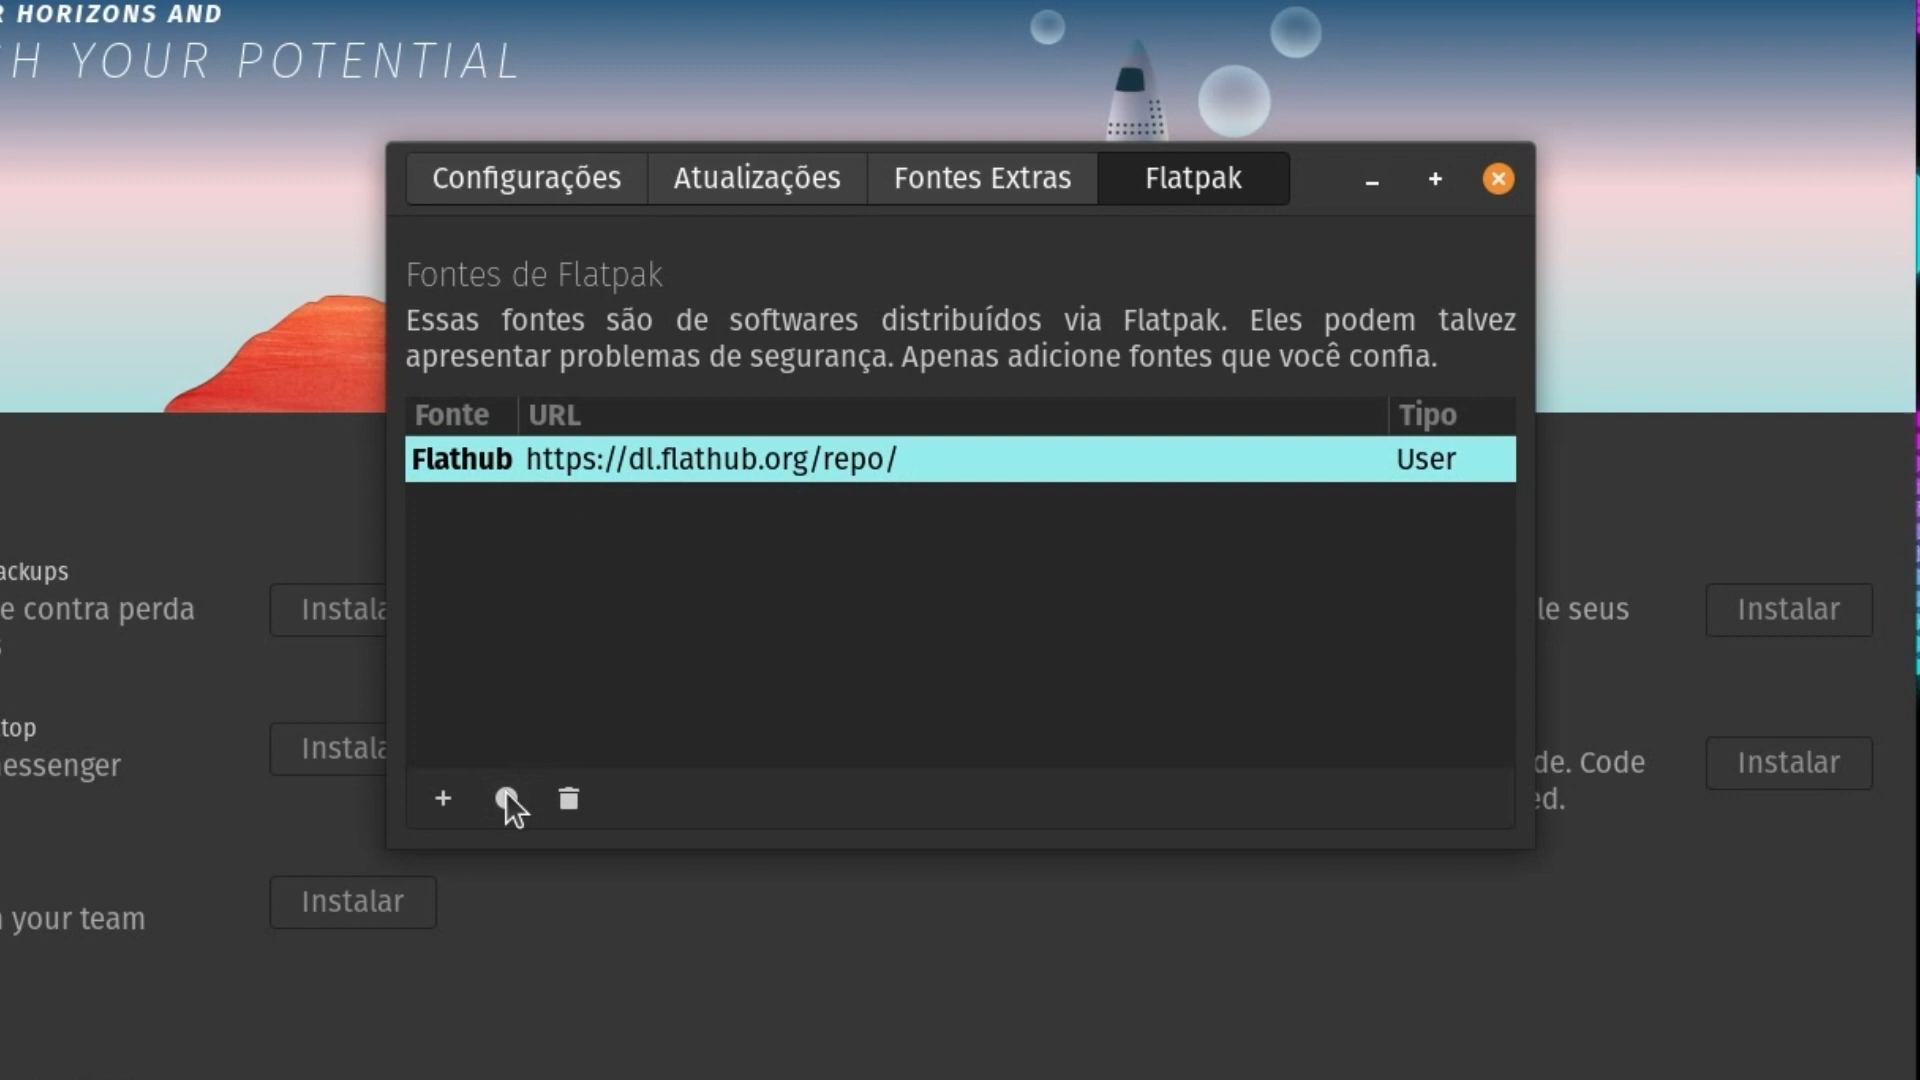 HORIZONS AND
H YOUR POTENTIAL
Configurações
Atualizações
Fontes Extras
Flatpak
Fontes de Flatpak
Essas fontes são de softwares distribuídos via Flatpak. Eles podem talvez
apresentar problemas de segurança. Apenas adicione fontes que você confia.
Fonte URL Tipo
Flathub https://dl.flathub.org/repo/ User
ackups
e contra perda
Instala
le seus
Instalar
top
essenger
Instala
de. Code
ed.
Instalar
your team
Instalar